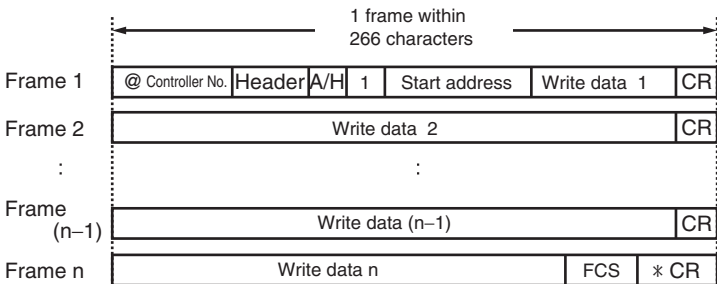 1 frame within
266 characters
Frame 1 @ Controller No. Header A/H 1 Start address Write data 1 CR
Frame 2 Write data 2 CR
: :
Frame
(n–1) Write data (n–1) CR
Frame n Write data n FCS * CR